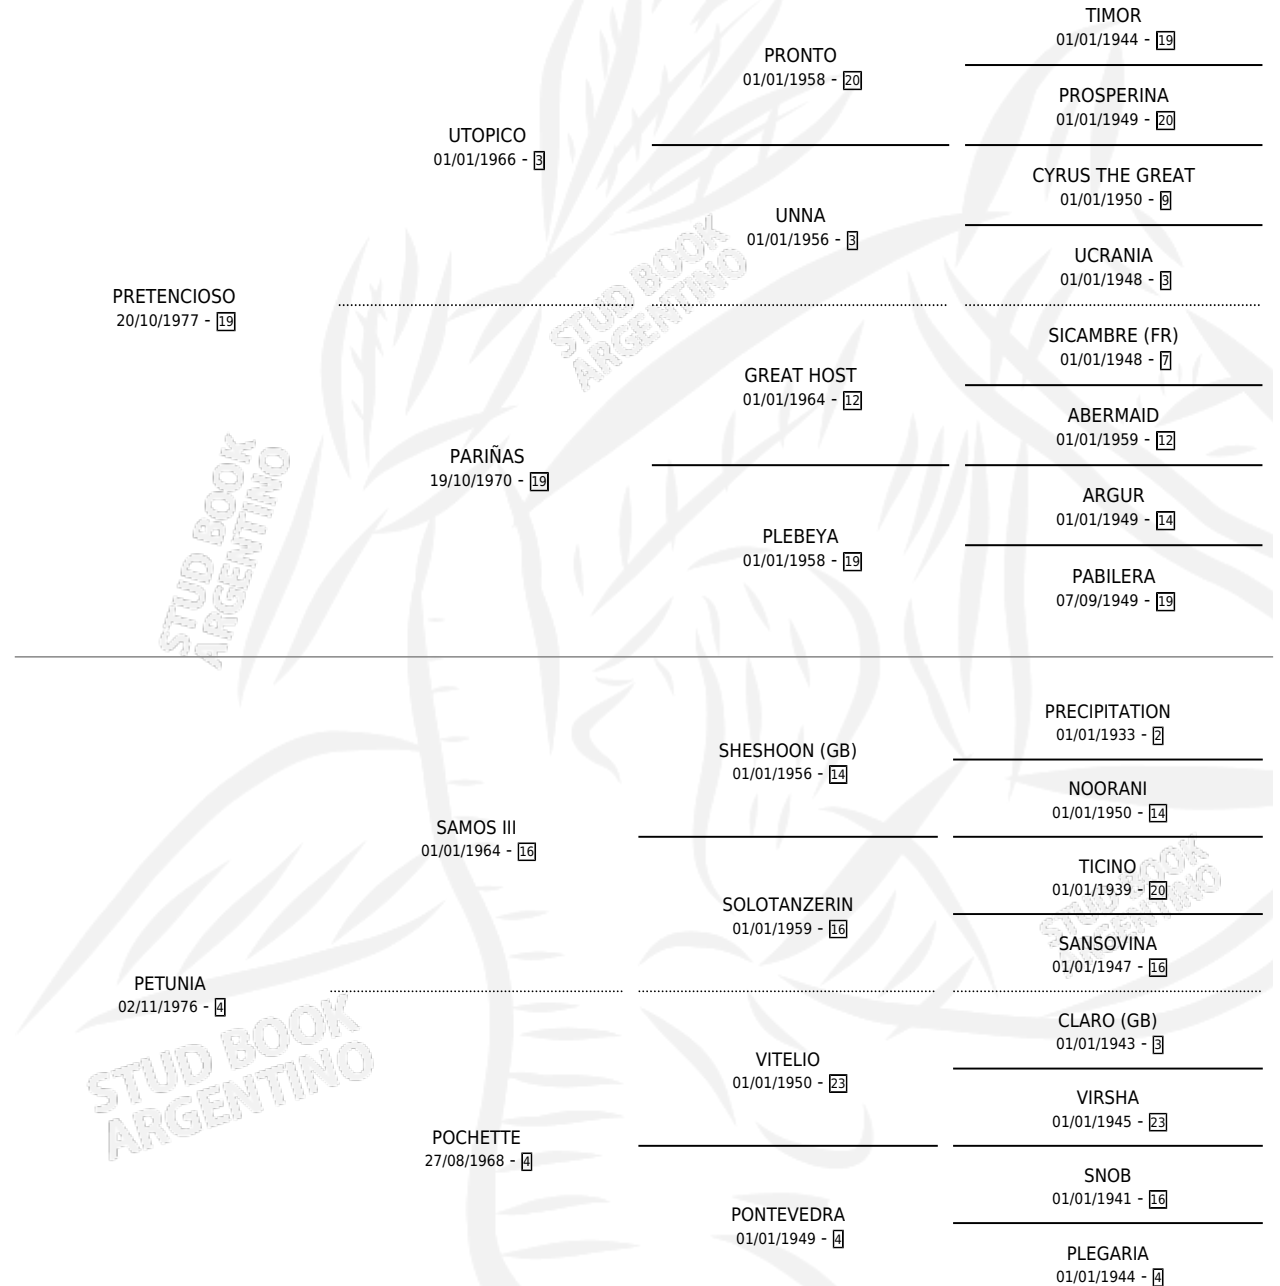 TIMOR
01/01/1944 - 19
PRONTO
01/01/1958 - 20
PROSPERINA
01/01/1949 - 20
UTOPICO
01/01/1966 - 3
CYRUS THE GREAT
01/01/1950 - 9
UNNA
01/01/1956 - 3
UCRANIA
01/01/1948 - 3
PRETENCIOSO
20/10/1977 - 19
STUD BOOK
ARGENTINO
SICAMBRE (FR)
01/01/1948 - 7
GREAT HOST
01/01/1964 - 12
ABERMAID
01/01/1959 - 12
PARIÑAS
19/10/1970 - 19
ARGUR
01/01/1949 - 14
PLEBEYA
01/01/1958 - 19
PABILERA
07/09/1949 - 19
STUD BOOK
ARGENTINO
PRECIPITATION
01/01/1933 - 2
SHESHOON (GB)
01/01/1956 - 14
NOORANI
01/01/1950 - 14
SAMOS III
01/01/1964 - 16
TICINO
01/01/1939 - 20
SOLOTANZERIN
01/01/1959 - 16
SANSOVINA
01/01/1947 - 16
STUD BOOK
ARGENTINO
PETUNIA
02/11/1976 - 4
CLARO (GB)
01/01/1943 - 3
VITELIO
01/01/1950 - 23
VIRSHA
01/01/1945 - 23
STUD BOOK
ARGENTINO
POCHETTE
27/08/1968 - 4
SNOB
01/01/1941 - 16
PONTEVEDRA
01/01/1949 - 4
PLEGARIA
01/01/1944 - 4